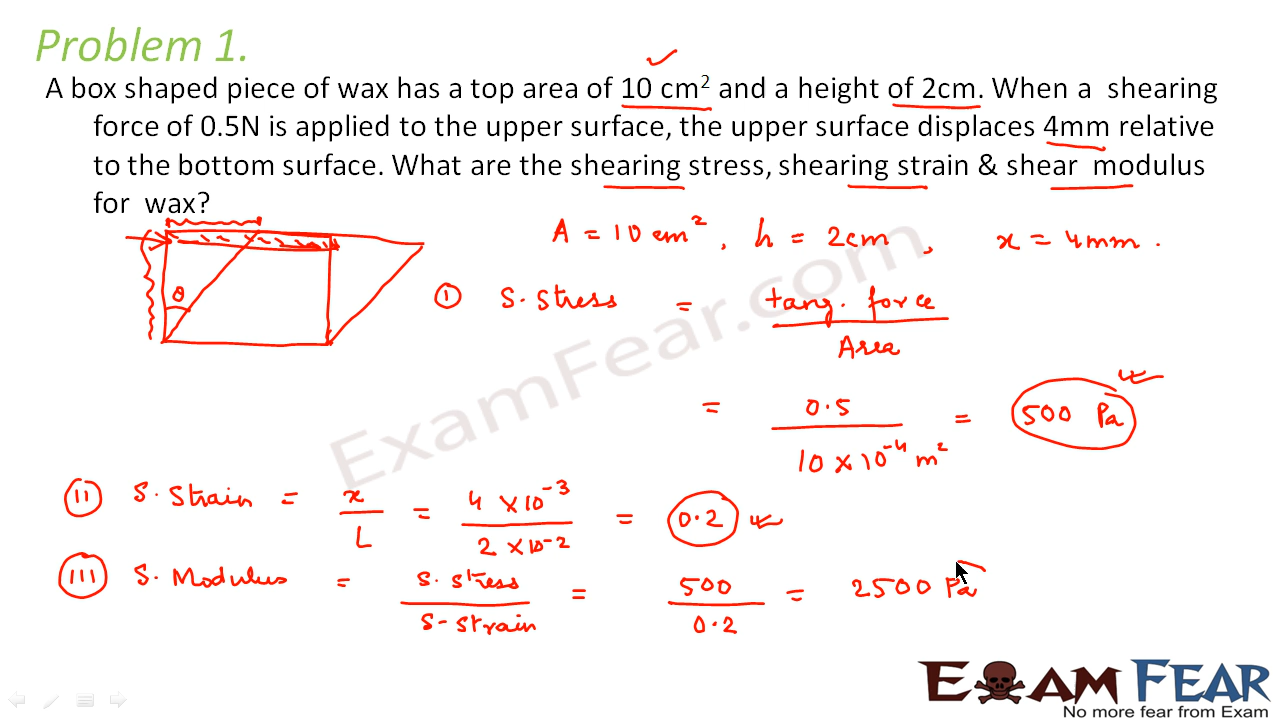 Problem 1.
A box shaped piece of wax has a top area of 10 cm² and a height of 2cm. When a shearing
force of 0.5N is applied to the upper surface, the upper surface displaces 4mm relative
to the bottom surface. What are the shearing stress, shearing strain & shear modulus
for wax?
A = 10 cm², h = 2cm, x = 4mm.
θ
(i) S. Stress = tang. force / Area
= 0.5 / 10 × 10⁻⁴ m² = 500 Pa
(ii) S. Strain = x / L = 4 × 10⁻³ / 2 × 10⁻² = 0.2
(iii) S. Modulus = S. Stress / S-Strain = 500 / 0.2 = 2500 Pa
ExamFear.com
EXAM FEAR
No more fear from Exam